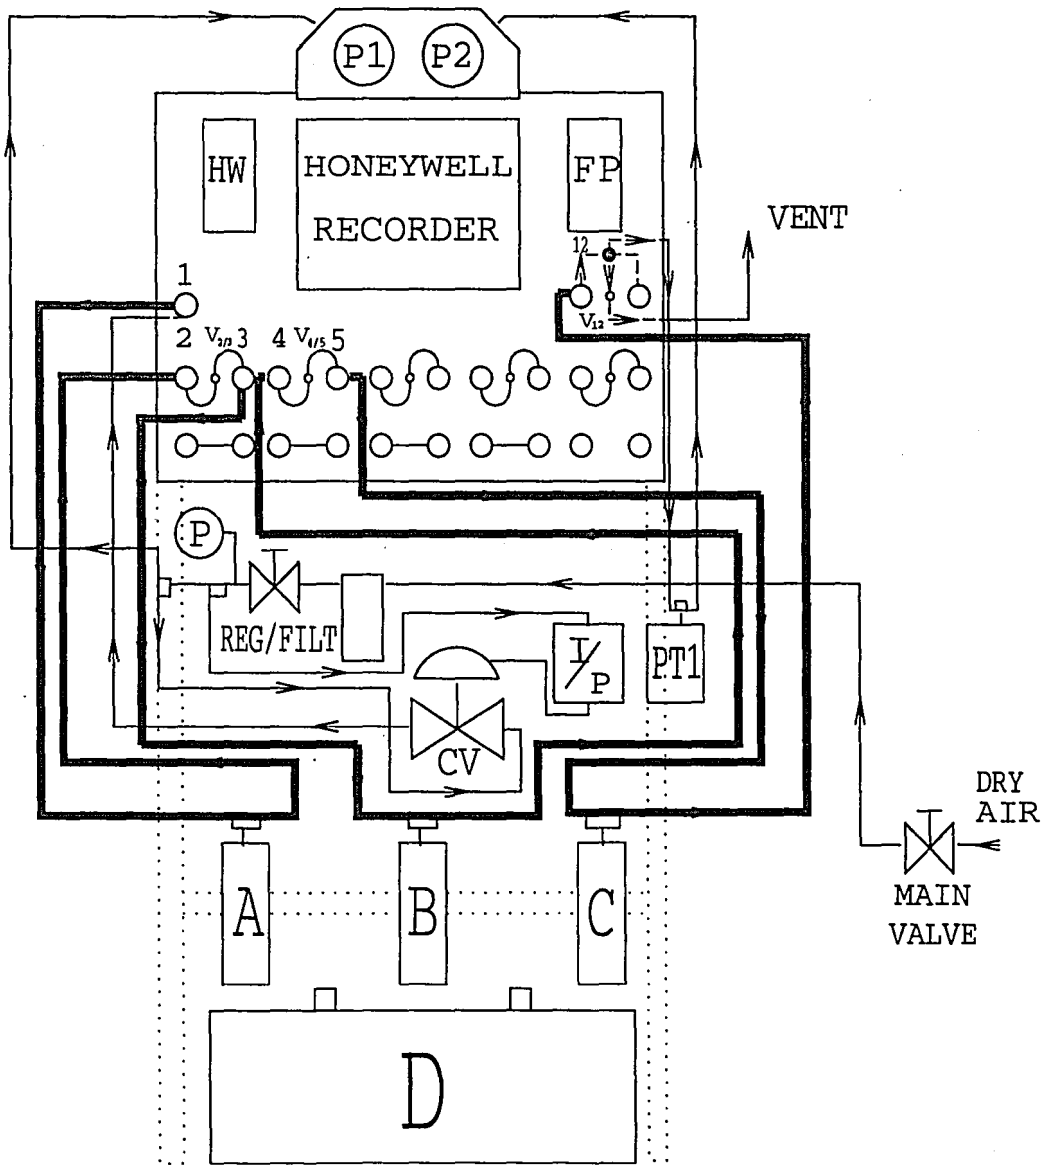 P1 P2
HW
HONEYWELL
RECORDER
FP
VENT
12
1
V12
2 V2/3 3 4 V4/5 5
P
REG/FILT
I/P
PT1
CV
DRY
AIR
MAIN
VALVE
A B C
D